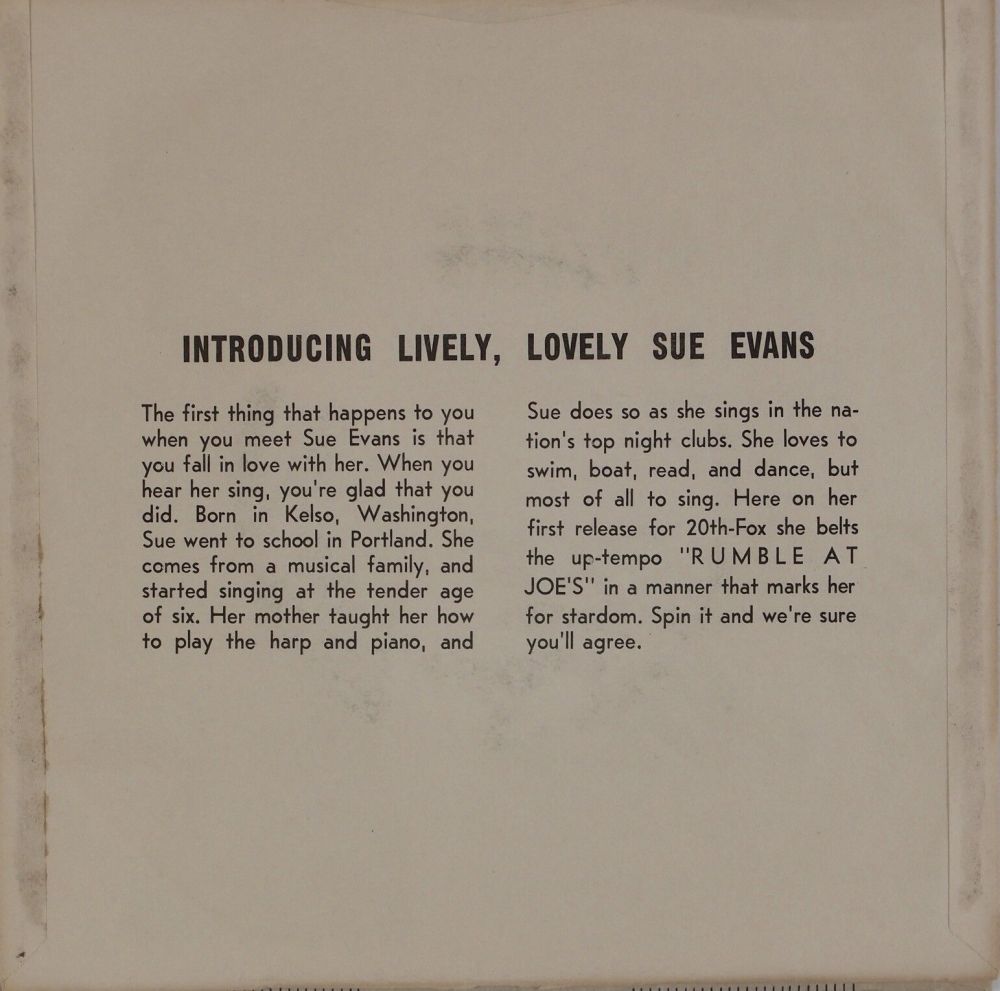 INTRODUCING LIVELY, LOVELY SUE EVANS
The first thing that happens to you
when you meet Sue Evans is that
you fall in love with her. When you
hear her sing, you're glad that you
did. Born in Kelso, Washington,
Sue went to school in Portland. She
comes from a musical family, and
started singing at the tender age
of six. Her mother taught her how
to play the harp and piano, and
Sue does so as she sings in the na-
tion's top night clubs. She loves to
swim, boat, read, and dance, but
most of all to sing. Here on her
first release for 20th-Fox she belts
the up-tempo "RUMBLE AT
JOE'S" in a manner that marks her
for stardom. Spin it and we're sure
you'll agree.